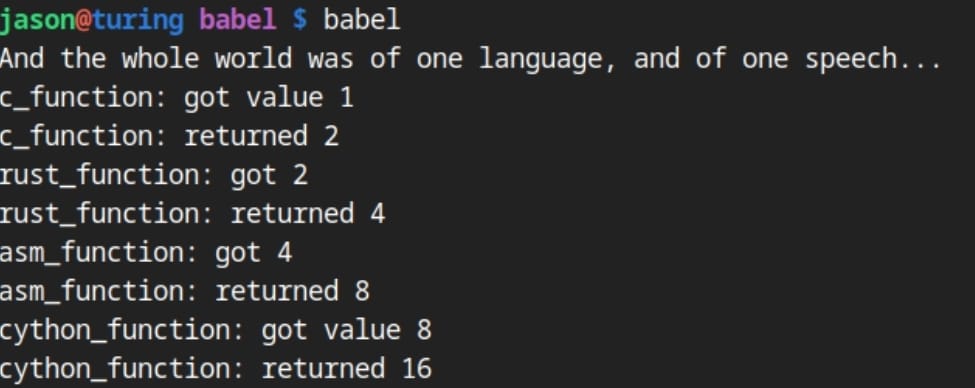 jason@turing babel $ babel
And the whole world was of one language, and of one speech...
c_function: got value 1
c_function: returned 2
rust_function: got 2
rust_function: returned 4
asm_function: got 4
asm_function: returned 8
cython_function: got value 8
cython_function: returned 16